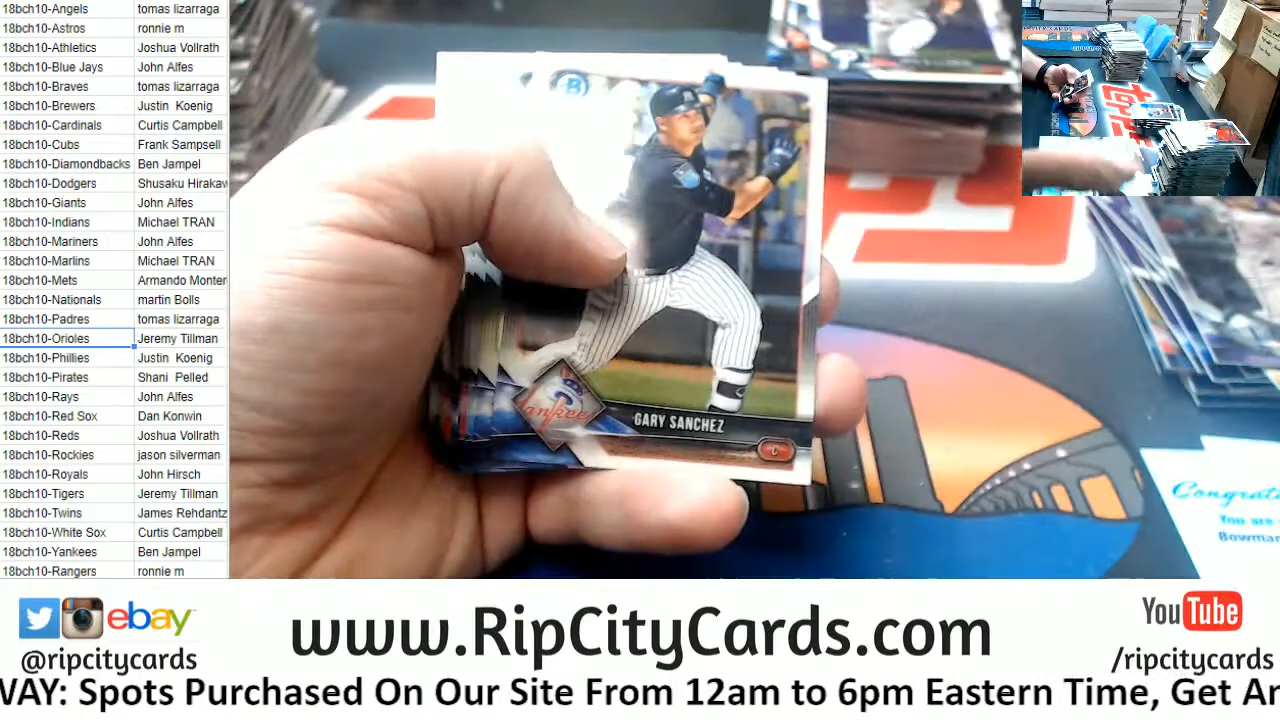 18bch10-Angels tomas lizarraga
18bch10-Astros ronnie m
18bch10-Athletics Joshua Vollrath
18bch10-Blue Jays John Alfes
18bch10-Braves tomas lizarraga
18bch10-Brewers Justin  Koenig
18bch10-Cardinals Curtis Campbell
18bch10-Cubs Frank Sampsell
18bch10-Diamondbacks Ben Jampel
18bch10-Dodgers Shusaku Hirakaw
18bch10-Giants John Alfes
18bch10-Indians Michael TRAN
18bch10-Mariners John Alfes
18bch10-Marlins Michael TRAN
18bch10-Mets Armando Monter
18bch10-Nationals martin Bolls
18bch10-Padres tomas lizarraga
18bch10-Orioles Jeremy Tillman
18bch10-Phillies Justin  Koenig
18bch10-Pirates Shani  Pelled
18bch10-Rays John Alfes
18bch10-Red Sox Dan Konwin
18bch10-Reds Joshua Vollrath
18bch10-Rockies jason silverman
18bch10-Royals John Hirsch
18bch10-Tigers Jeremy Tillman
18bch10-Twins James Rehdantz
18bch10-White Sox Curtis Campbell
18bch10-Yankees Ben Jampel
18bch10-Rangers ronnie m
B
Yankees
GARY SANCHEZ
C
Congrat
You are
Bowman
topps
ebay
@ripcitycards
www.RipCityCards.com
YouTube
/ripcitycards
WAY: Spots Purchased On Our Site From 12am to 6pm Eastern Time, Get Ar